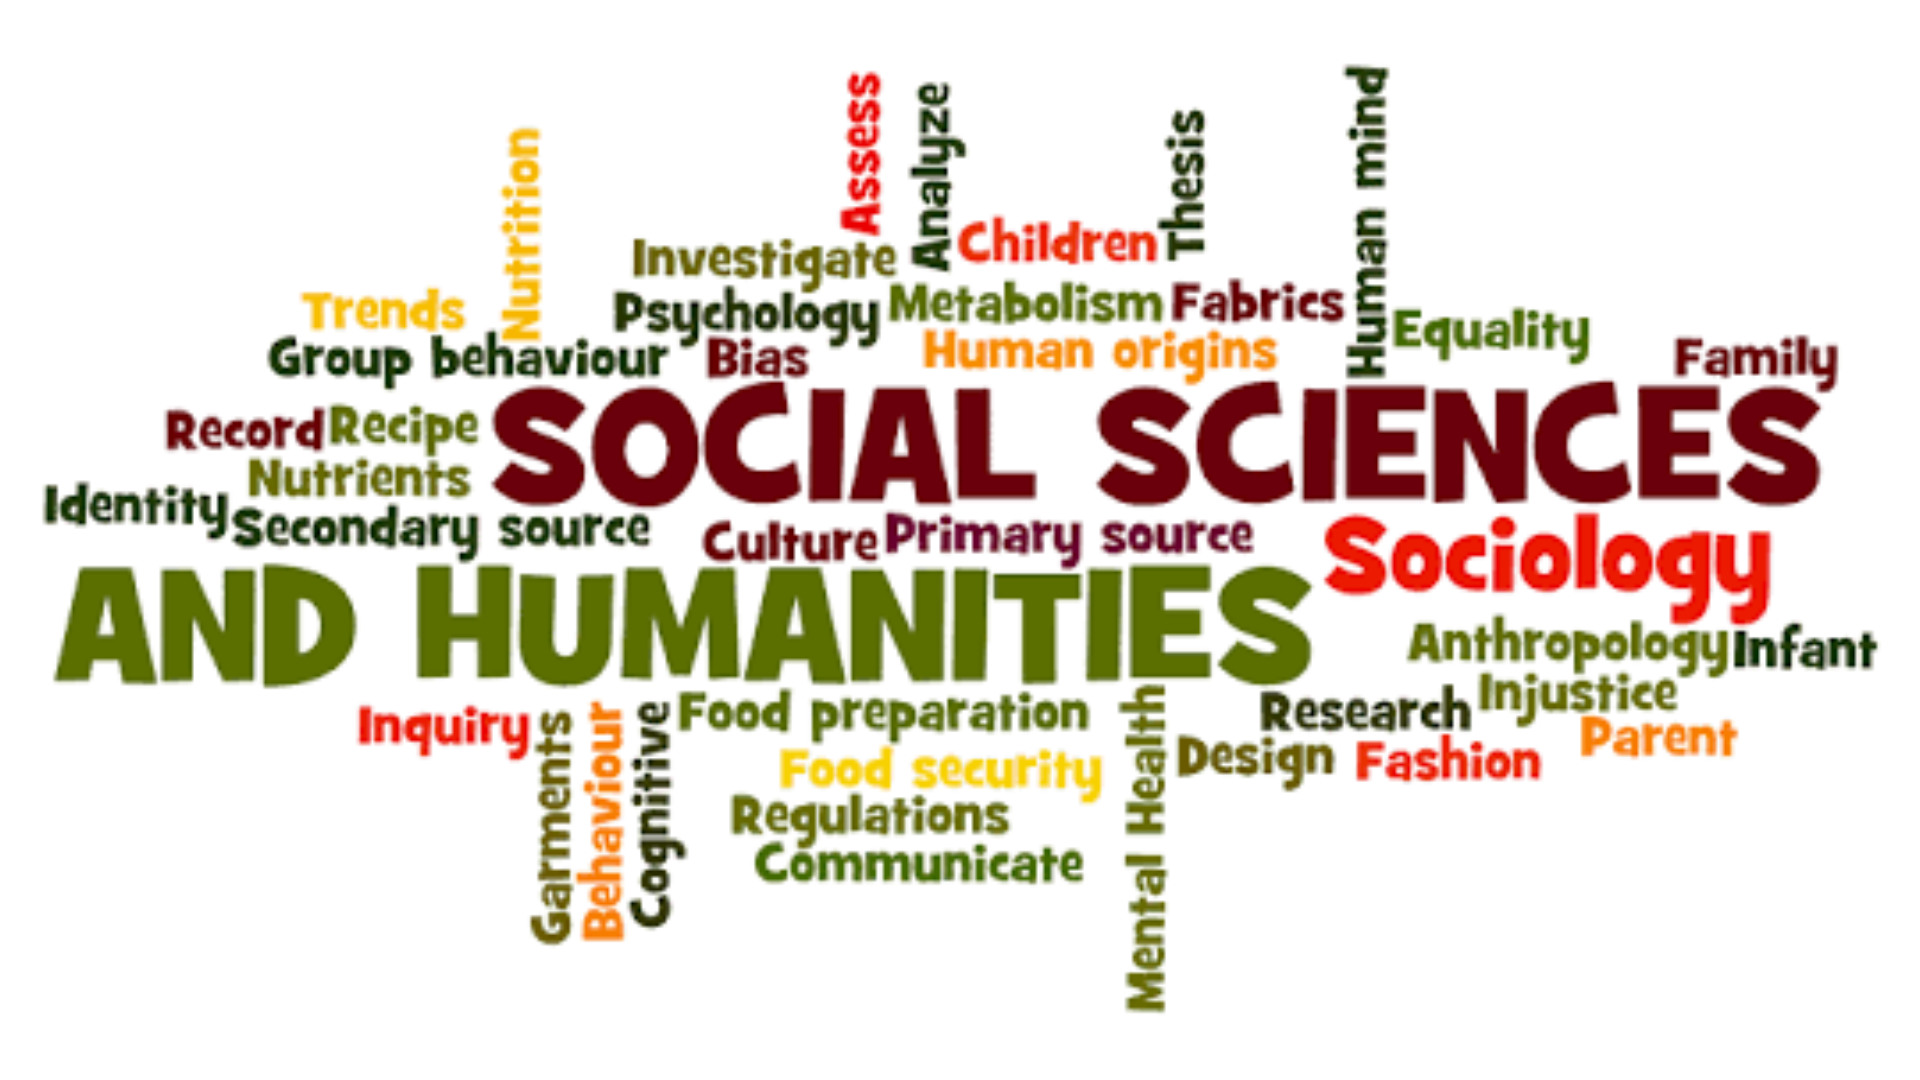 Assess
Analyze
Thesis
Human mind
Nutrition
Investigate
Children
Trends
Psychology
Metabolism
Fabrics
Equality
Group behaviour
Bias
Human origins
Family
Record
Recipe
SOCIAL SCIENCES
Nutrients
Identity
Secondary source
Culture
Primary source
Sociology
AND HUMANITIES
Anthropology
Infant
Inquiry
Garments
Behaviour
Cognitive
Food preparation
Mental Health
Research
Injustice
Parent
Food security
Design
Fashion
Regulations
Communicate